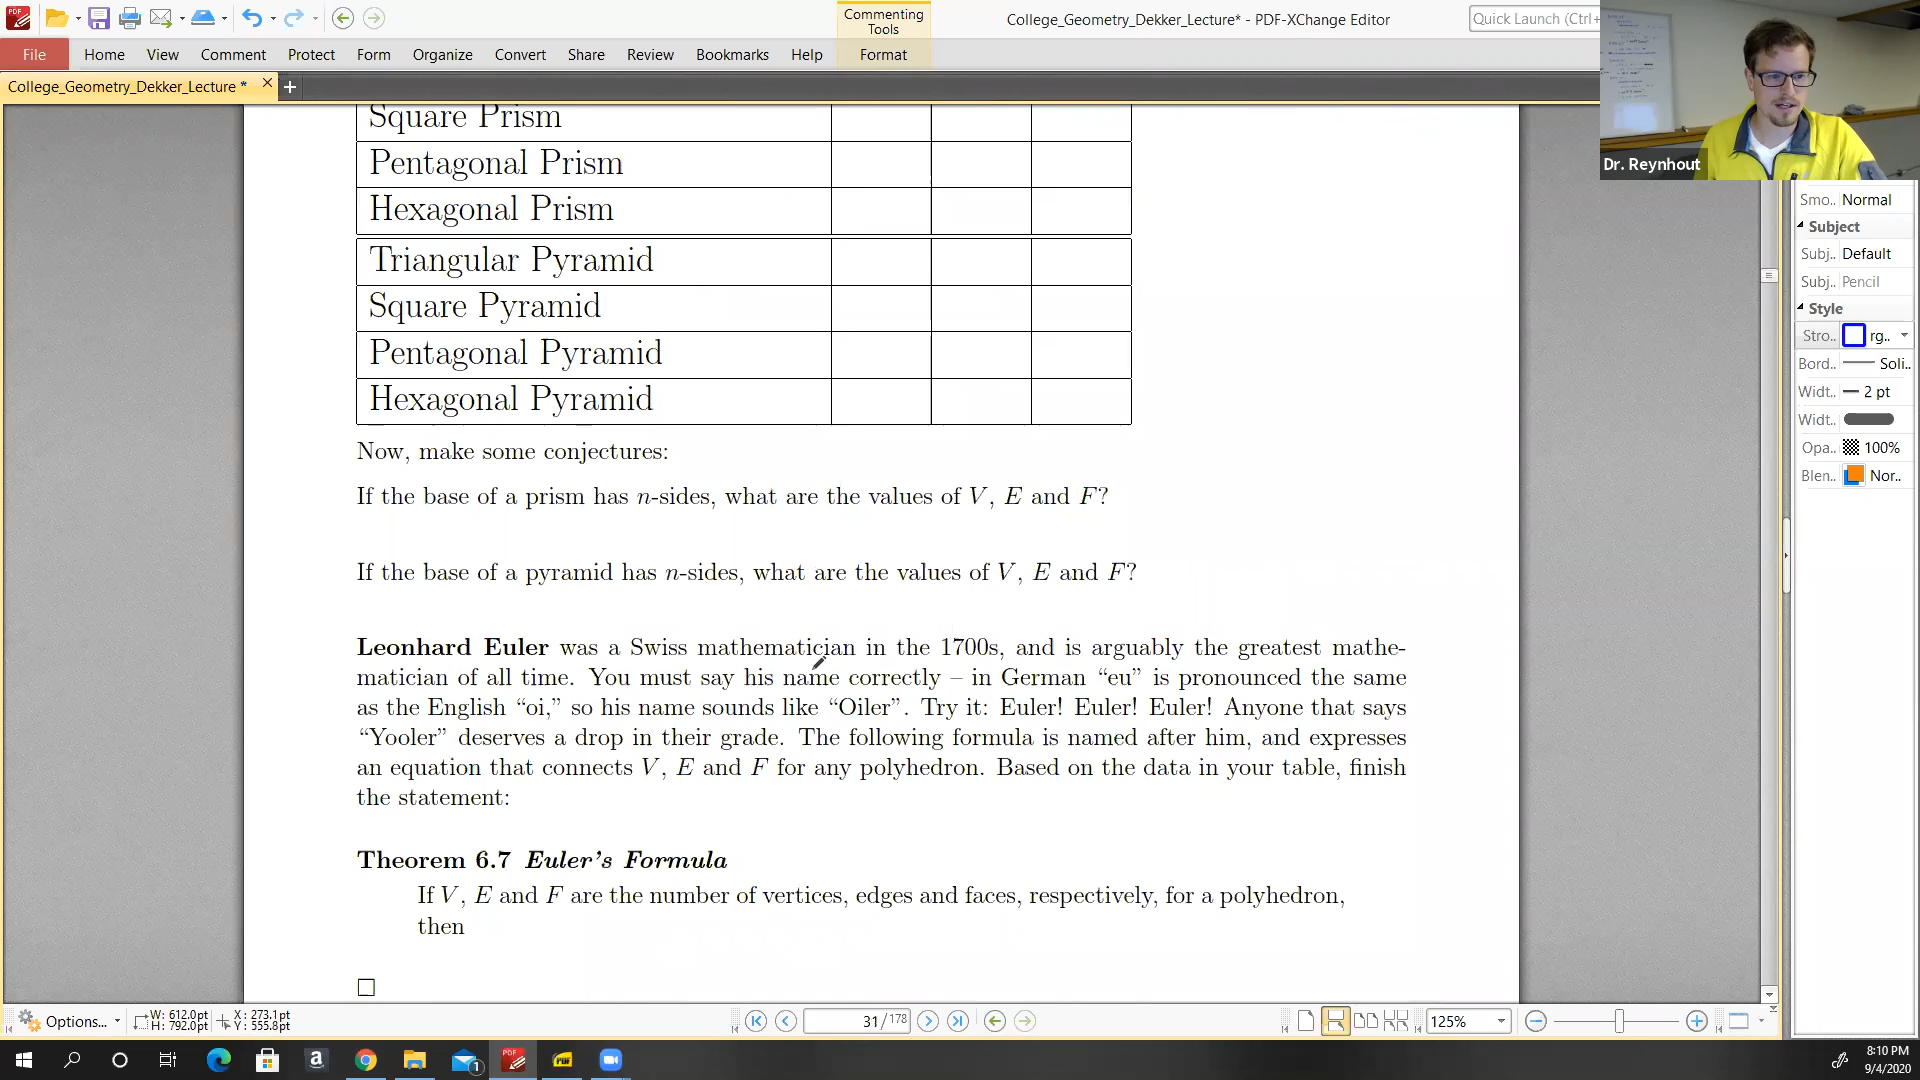 Commenting
Tools
College_Geometry_Dekker_Lecture* - PDF-XChange Editor
Quick Launch (Ctrl+
File Home View Comment Protect Form Organize Convert Share Review Bookmarks Help Format
College_Geometry_Dekker_Lecture *
Dr. Reynhout
Square Prism
Pentagonal Prism
Hexagonal Prism
Triangular Pyramid
Square Pyramid
Pentagonal Pyramid
Hexagonal Pyramid
Now, make some conjectures:
If the base of a prism has n-sides, what are the values of V, E and F?
If the base of a pyramid has n-sides, what are the values of V, E and F?
Leonhard Euler was a Swiss mathematician in the 1700s, and is arguably the greatest mathe-
matician of all time. You must say his name correctly – in German “eu” is pronounced the same
as the English “oi,” so his name sounds like “Oiler”. Try it: Euler! Euler! Euler! Anyone that says
“Yooler” deserves a drop in their grade. The following formula is named after him, and expresses
an equation that connects V, E and F for any polyhedron. Based on the data in your table, finish
the statement:
Theorem 6.7 Euler’s Formula
If V, E and F are the number of vertices, edges and faces, respectively, for a polyhedron,
then
Smo.. Normal
Subject
Subj.. Default
Subj.. Pencil
Style
Stro.. rg..
Bord.. Soli..
Widt.. 2 pt
Widt..
Opa.. 100%
Blen.. Nor..
Options...
W: 612.0pt
H: 792.0pt
X: 273.1pt
Y: 555.8pt
31/178
125%
8:10 PM
9/4/2020